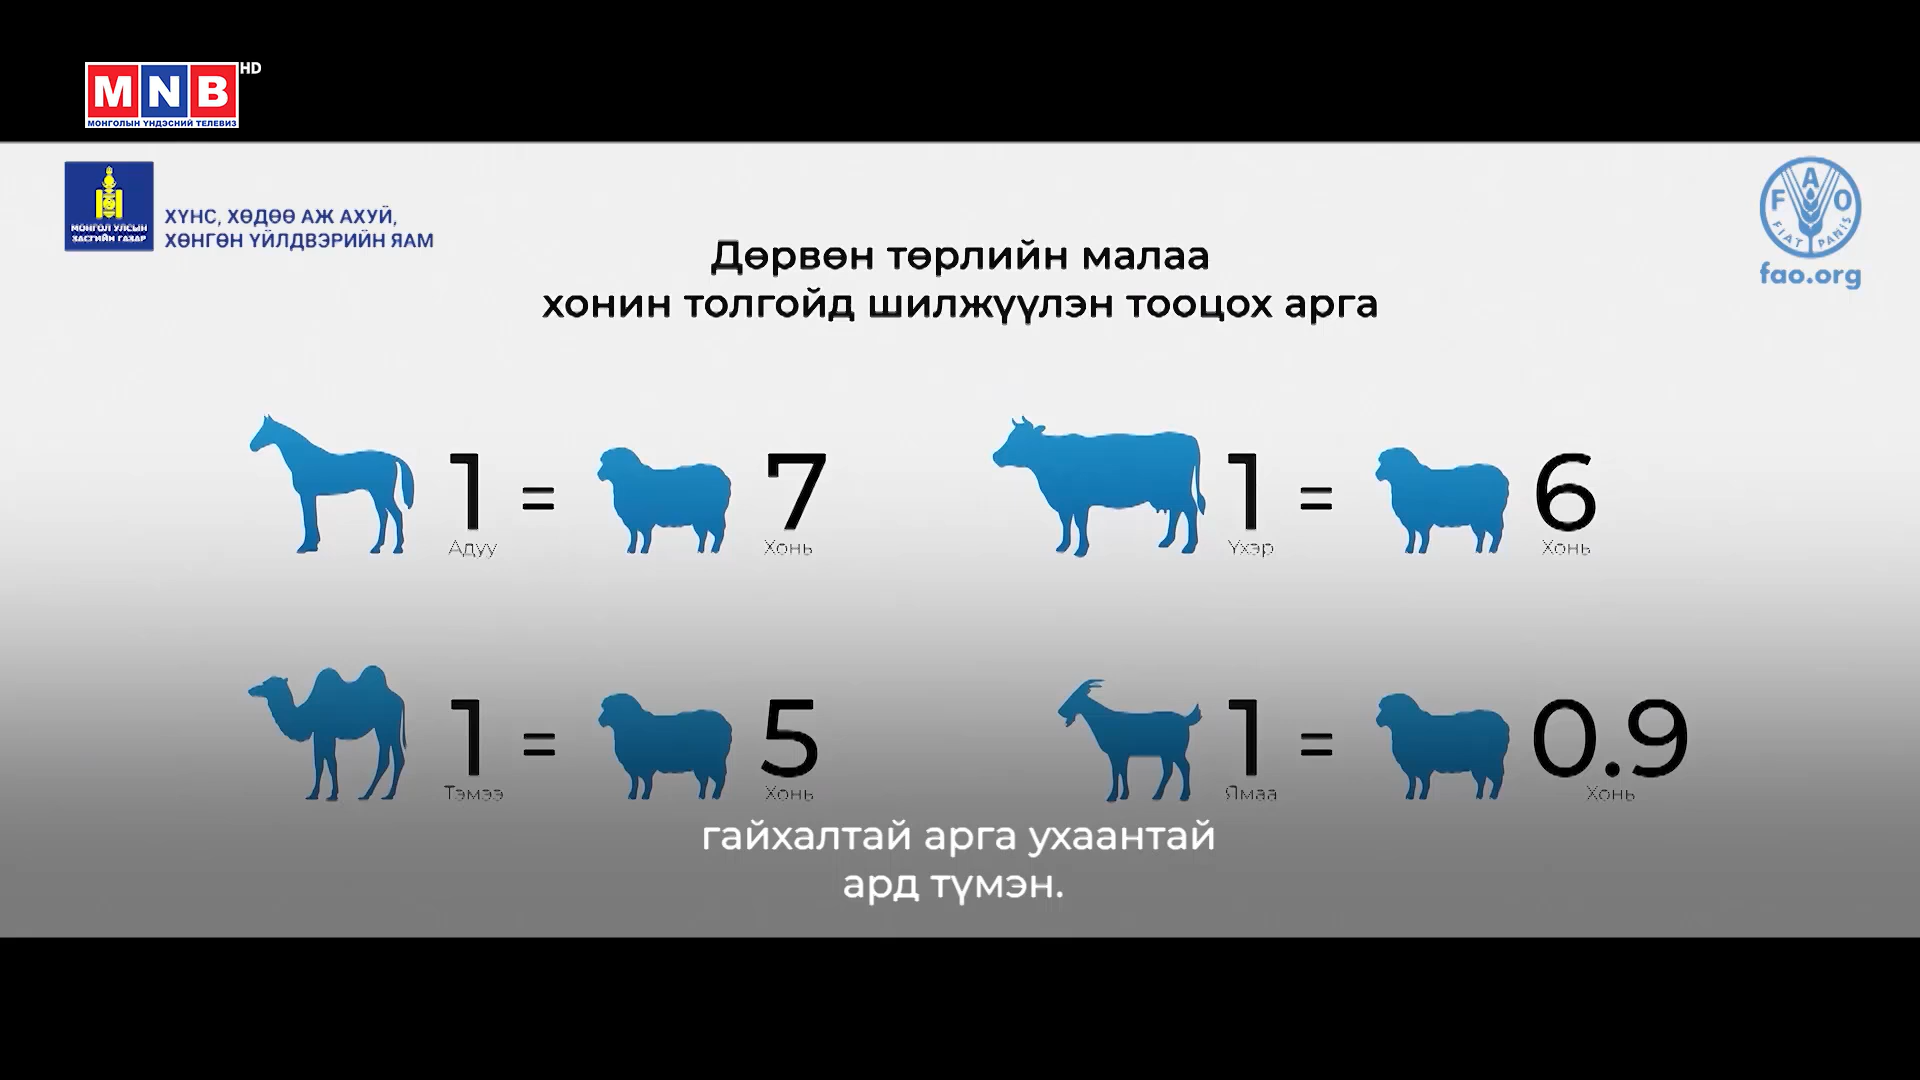 MNB HD
МОНГОЛЫН ҮНДЭСНИЙ ТЕЛЕВИЗ
МОНГОЛ УЛСЫН
ЗАСГИЙН ГАЗАР
ХҮНС, ХӨДӨӨ АЖ АХУЙ,
ХӨНГӨН ҮЙЛДВЭРИЙН ЯАМ
F A O
FIAT PANIS
fao.org
Дөрвөн төрлийн малаа
хонин толгойд шилжүүлэн тооцох арга
1 = 7
Адуу Хонь
1 = 6
Үхэр Хонь
1 = 5
Тэмээ Хонь
1 = 0.9
Ямаа Хонь
гайхалтай арга ухаантай
ард түмэн.